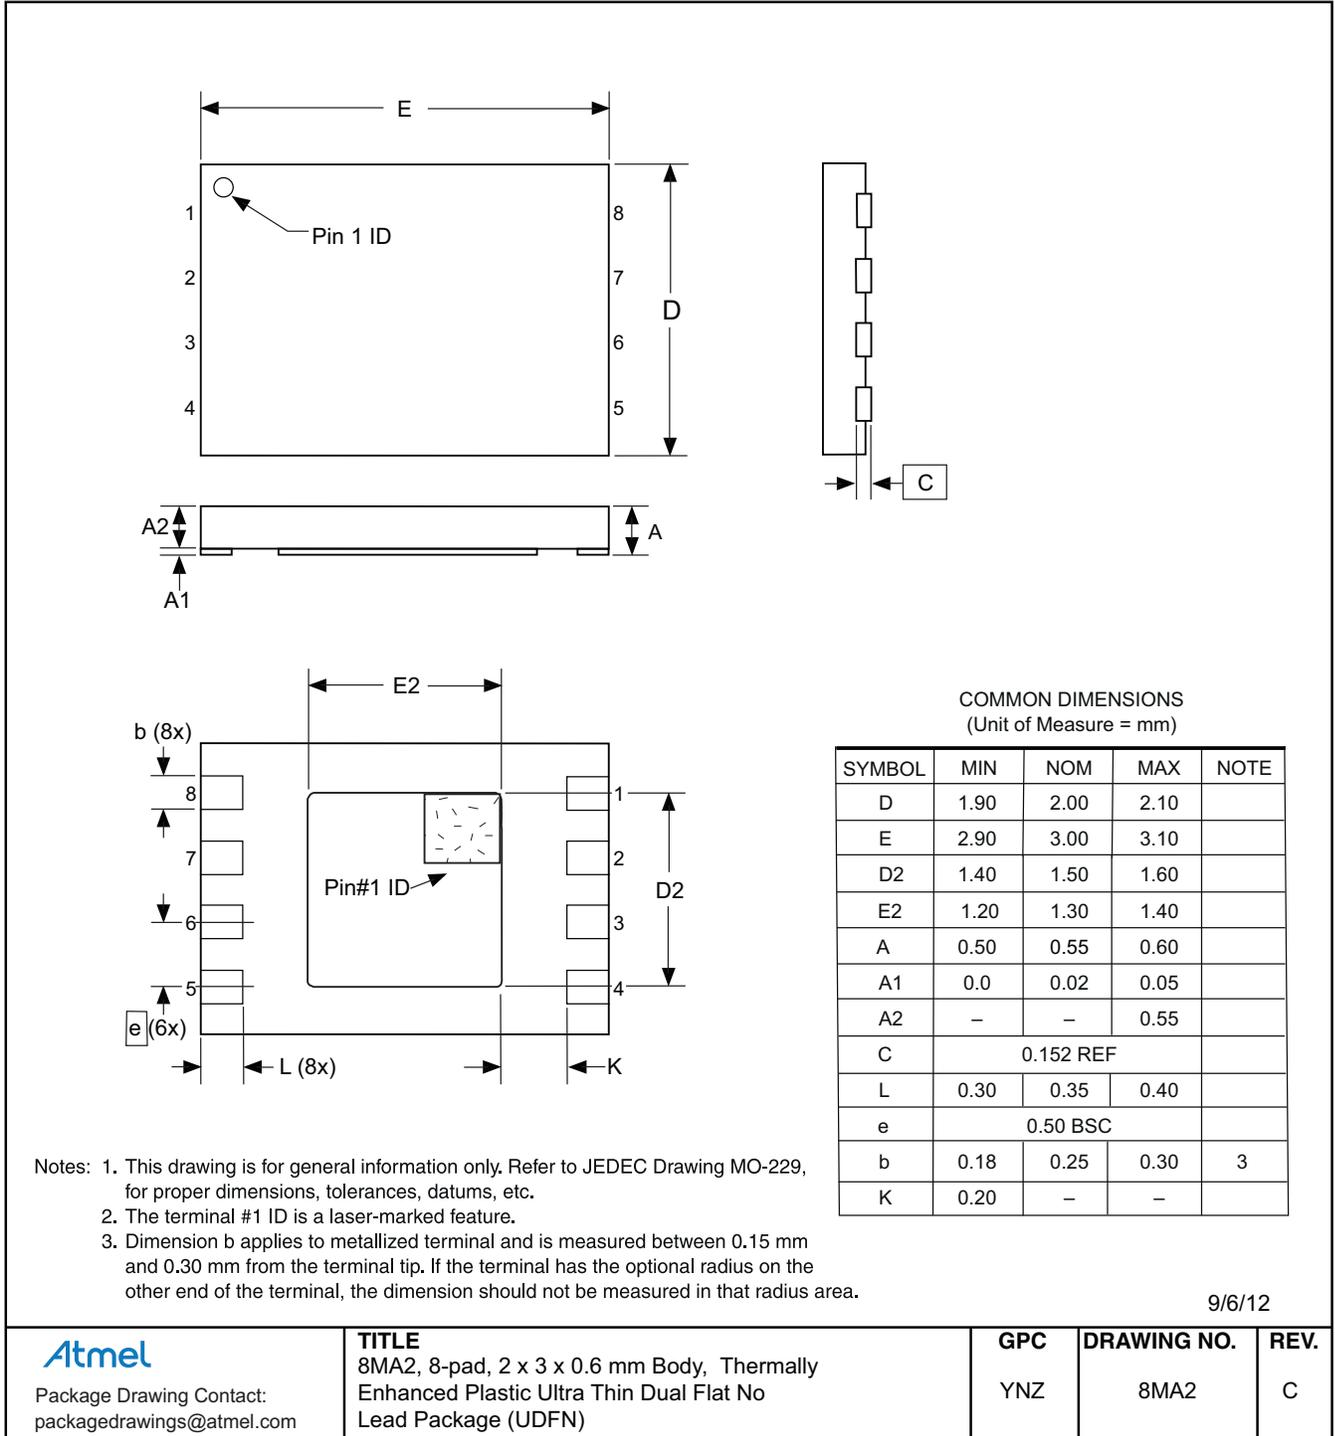 E
Pin 1 ID
1 8
2 7
D
3 6
4 5
C
A2 A
A1
E2
b (8x)
8 1
7 2
Pin#1 ID D2
6 3
5 4
e (6x)
L (8x) K
COMMON DIMENSIONS
(Unit of Measure = mm)
SYMBOL MIN NOM MAX NOTE
D 1.90 2.00 2.10
E 2.90 3.00 3.10
D2 1.40 1.50 1.60
E2 1.20 1.30 1.40
A 0.50 0.55 0.60
A1 0.0 0.02 0.05
A2 – – 0.55
C 0.152 REF
L 0.30 0.35 0.40
e 0.50 BSC
b 0.18 0.25 0.30 3
K 0.20 – –
Notes: 1. This drawing is for general information only. Refer to JEDEC Drawing MO-229,
for proper dimensions, tolerances, datums, etc.
2. The terminal #1 ID is a laser-marked feature.
3. Dimension b applies to metallized terminal and is measured between 0.15 mm
and 0.30 mm from the terminal tip. If the terminal has the optional radius on the
other end of the terminal, the dimension should not be measured in that radius area.
9/6/12
Atmel
Package Drawing Contact:
packagedrawings@atmel.com
TITLE
8MA2, 8-pad, 2 x 3 x 0.6 mm Body, Thermally
Enhanced Plastic Ultra Thin Dual Flat No
Lead Package (UDFN)
GPC
YNZ
DRAWING NO.
8MA2
REV.
C